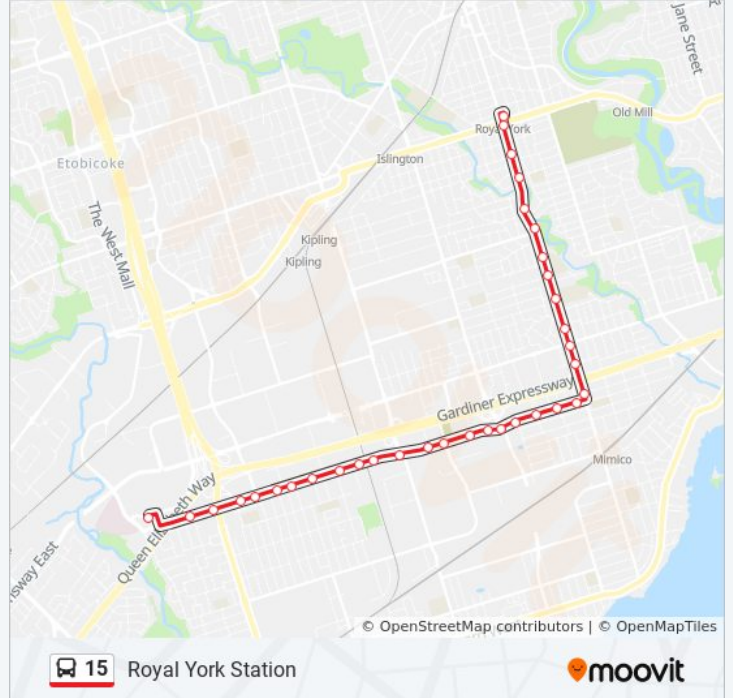 Jane Street
Old Mill
Royal York
Islington
Etobicoke
The West Mall
Kipling
Kipling
Gardiner Expressway
Mimico
Queen Elizabeth Way
nsway East
© OpenStreetMap contributors | © OpenMapTiles
15 Royal York Station
moovit